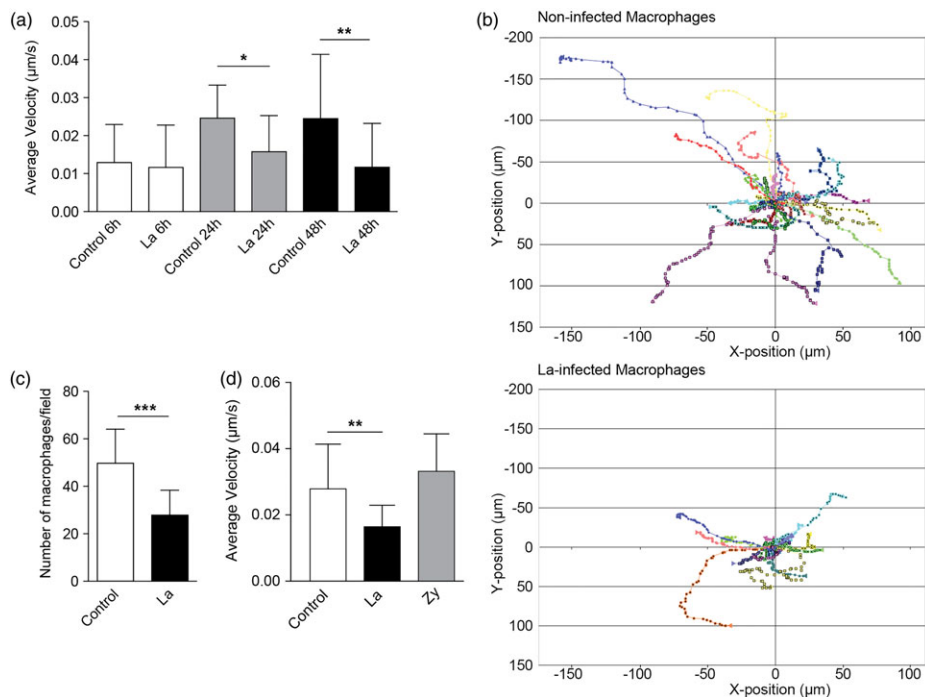 (a)
Average Velocity (µm/s)
0.05
0.04
0.03
0.02
0.01
0.00
*
**
Control 6h
La 6h
Control 24h
La 24h
Control 48h
La 48h
(b)
Non-infected Macrophages
Y-position (µm)
-200
-150
-100
-50
0
50
100
150
-150
-100
-50
0
50
100
X-position (µm)
(c)
Number of macrophages/field
80
60
40
20
0
***
Control
La
(d)
Average Velocity (µm/s)
0.06
0.04
0.02
0.00
**
Control
La
Zy
La-infected Macrophages
Y-position (µm)
-200
-150
-100
-50
0
50
100
150
-150
-100
-50
0
50
100
X-position (µm)